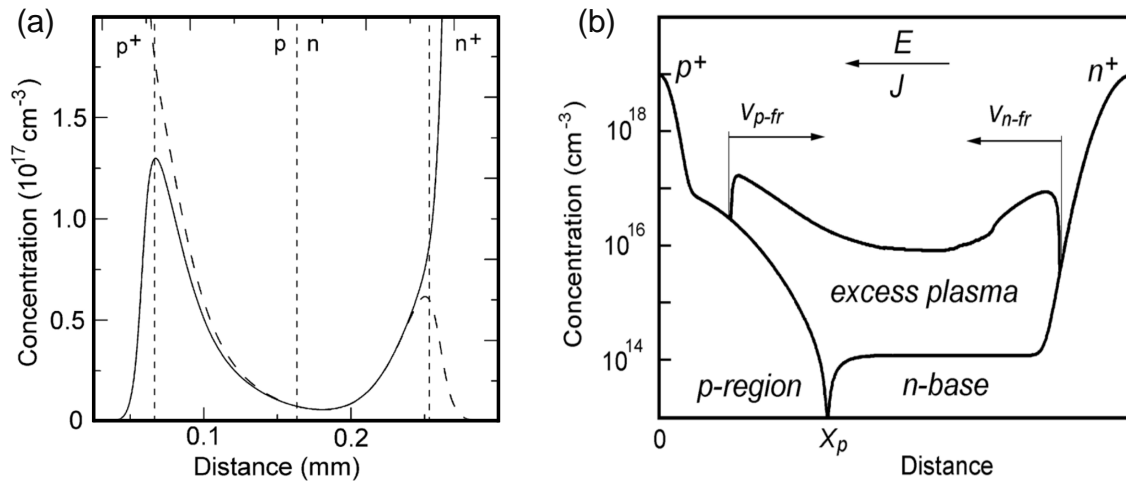 (a)
p+
p
n
n+
Concentration (10^17 cm^-3)
1.5
1.0
0.5
0
0.1
0.2
Distance (mm)
(b)
E
J
p+
n+
V_p-fr
V_n-fr
Concentration (cm^-3)
10^18
10^16
10^14
excess plasma
p-region
n-base
0
X_p
Distance